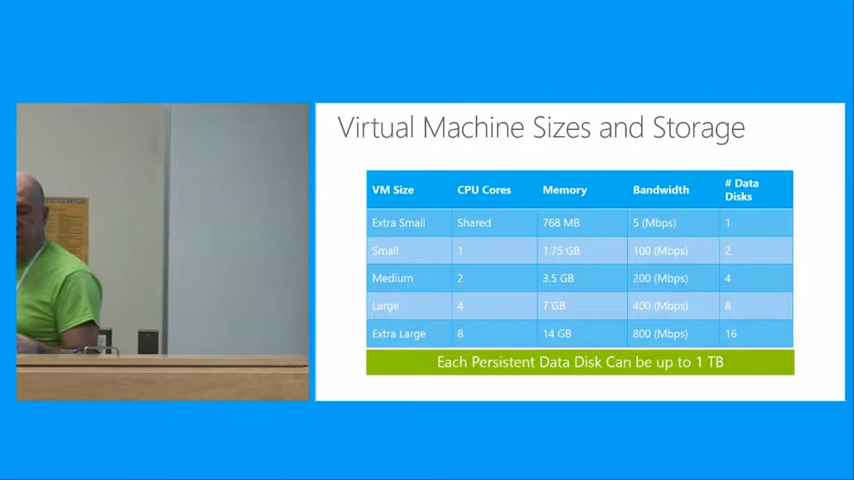 Virtual Machine Sizes and Storage
VM Size CPU Cores Memory Bandwidth # Data Disks
Extra Small Shared 768 MB 5 (Mbps) 1
Small 1 1.75 GB 100 (Mbps) 2
Medium 2 3.5 GB 200 (Mbps) 4
Large 4 7 GB 400 (Mbps) 8
Extra Large 8 14 GB 800 (Mbps) 16
Each Persistent Data Disk Can be up to 1 TB